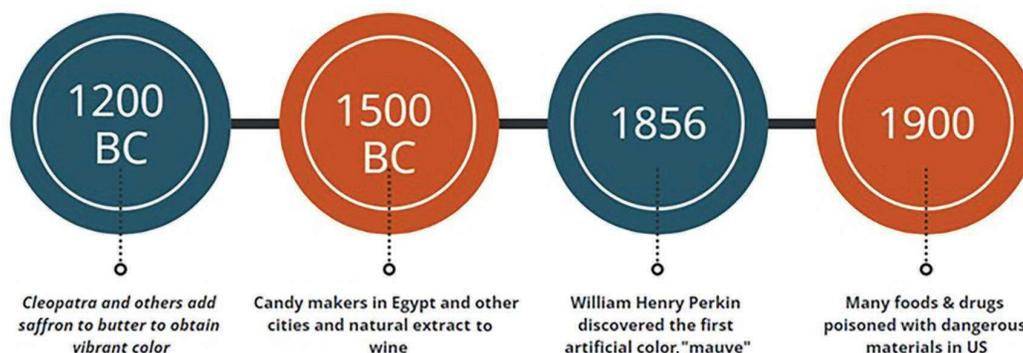 1200
BC
1500
BC
1856
1900
Cleopatra and others add
saffron to butter to obtain
vibrant color
Candy makers in Egypt and other
cities and natural extract to
wine
William Henry Perkin
discovered the first
artificial color,"mauve"
Many foods & drugs
poisoned with dangerous
materials in US